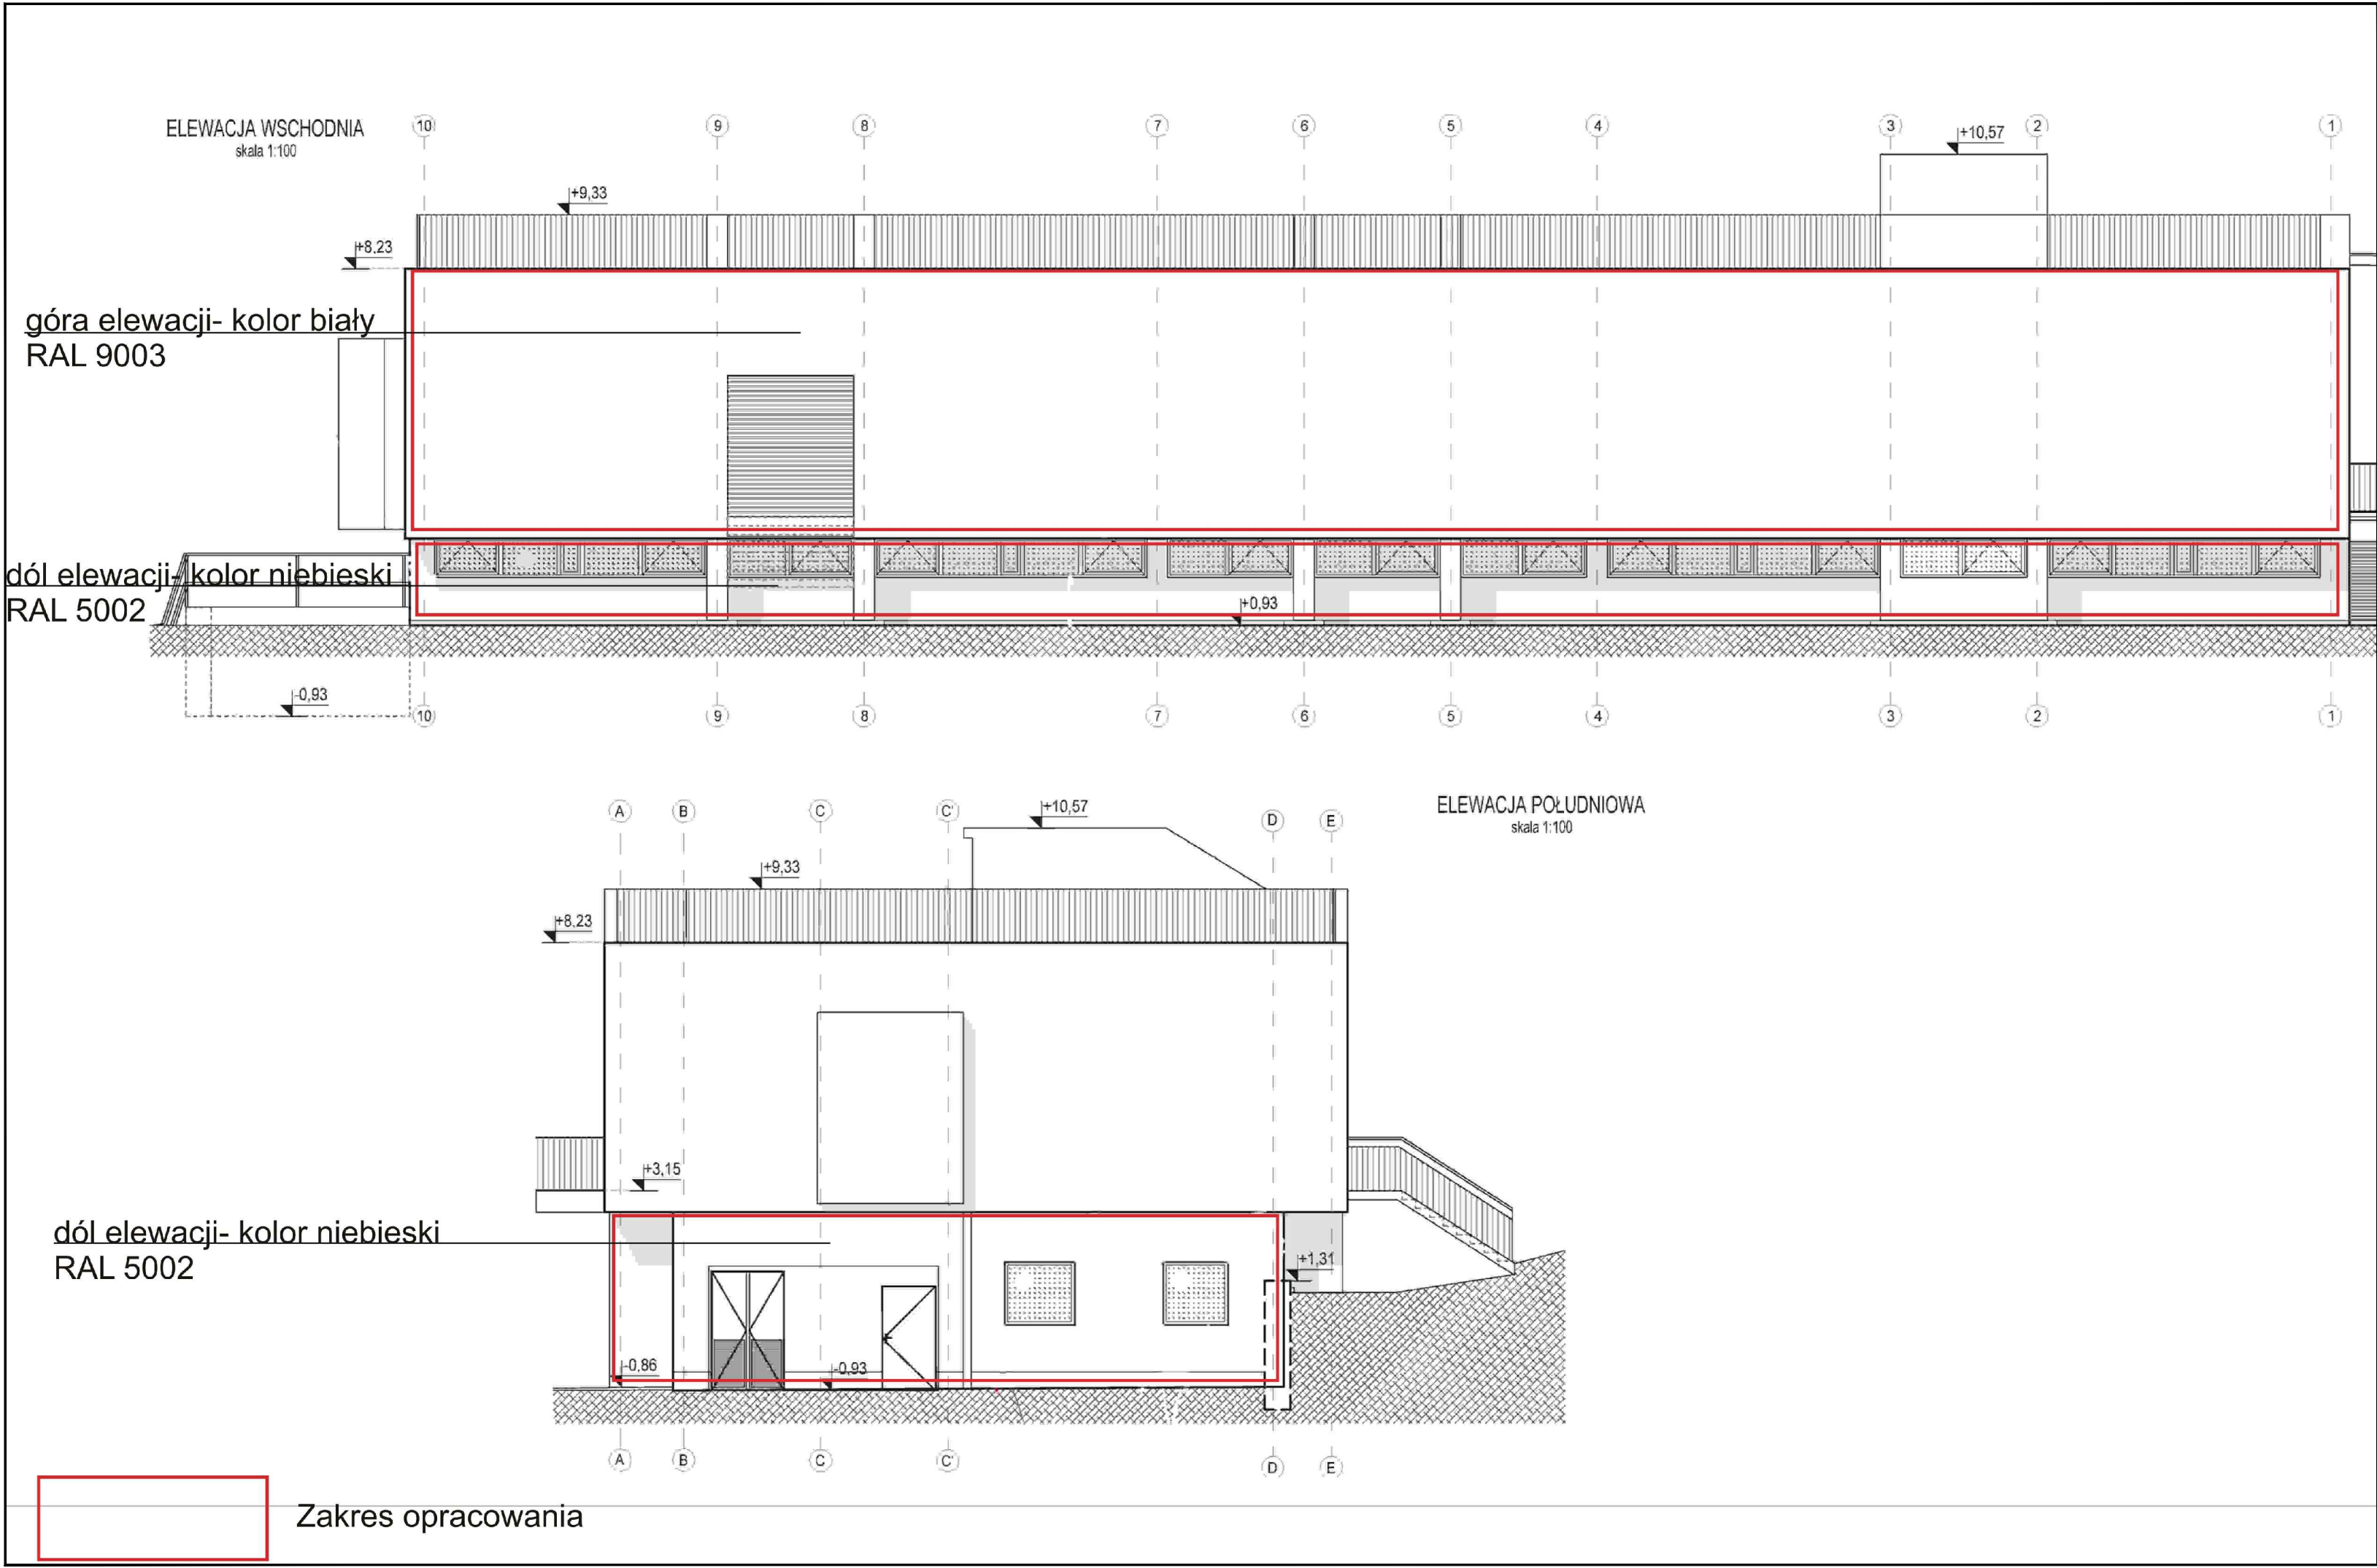 ELEWACJA WSCHODNIA
skala 1:100
10 9 8 7 6 5 4 3 2 1
+10,57
+9,33
+8,23
góra elewacji- kolor biały
RAL 9003
dól elewacji- kolor niebieski
RAL 5002
+0,93
-0,93
10 9 8 7 6 5 4 3 2 1
ELEWACJA POŁUDNIOWA
skala 1:100
A B C C' D E
+10,57
+9,33
+8,23
+3,15
dól elewacji- kolor niebieski
RAL 5002
+1,31
-0,86
-0,93
A B C C' D E
Zakres opracowania